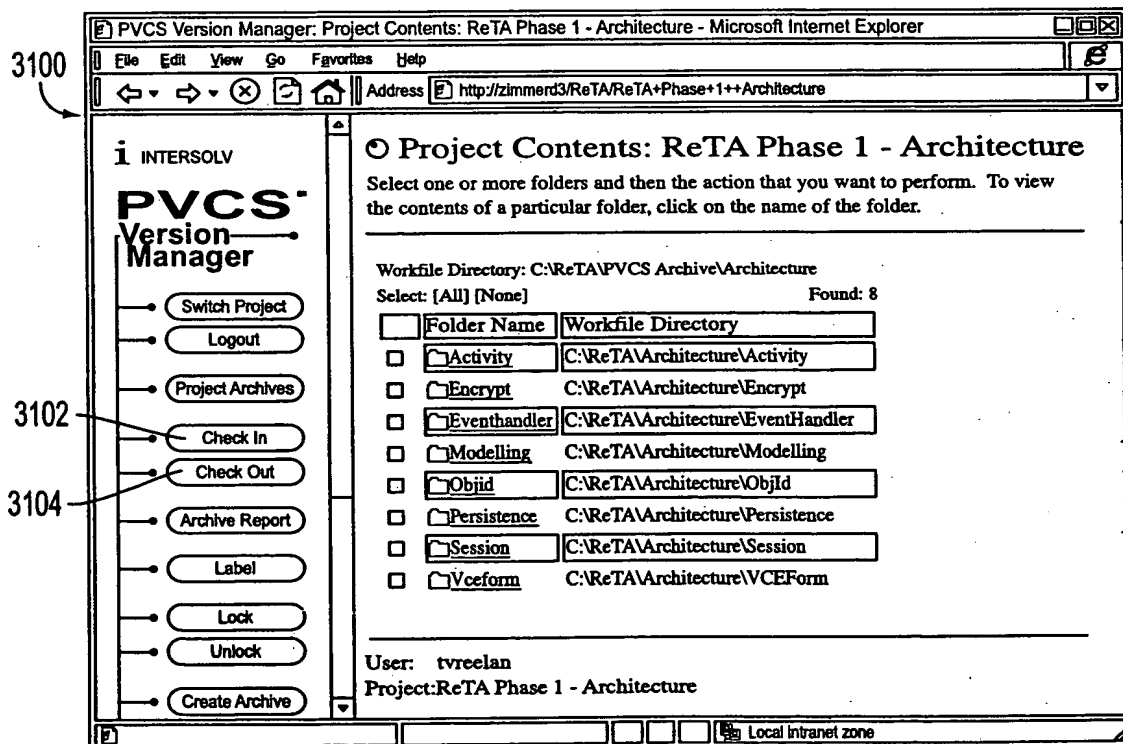 PVCS Version Manager: Project Contents: ReTA Phase 1 - Architecture - Microsoft Internet Explorer
3100
File Edit View Go Favorites Help
Address http://zimmerd3/ReTA/ReTA+Phase+1++Architecture
i INTERSOLV
PVCS
Version
Manager
Switch Project
Logout
Project Archives
3102
Check In
Check Out
3104
Archive Report
Label
Lock
Unlock
Create Archive
Project Contents: ReTA Phase 1 - Architecture
Select one or more folders and then the action that you want to perform. To view
the contents of a particular folder, click on the name of the folder.
Workfile Directory: C:\ReTA\PVCS Archive\Architecture
Select: [All] [None] Found: 8
Folder Name Workfile Directory
Activity C:\ReTA\Architecture\Activity
Encrypt C:\ReTA\Architecture\Encrypt
Eventhandler C:\ReTA\Architecture\EventHandler
Modelling C:\ReTA\Architecture\Modelling
Objid C:\ReTA\Architecture\ObjId
Persistence C:\ReTA\Architecture\Persistence
Session C:\ReTA\Architecture\Session
Vceform C:\ReTA\Architecture\VCEForm
User: tvreelan
Project:ReTA Phase 1 - Architecture
Local intranet zone